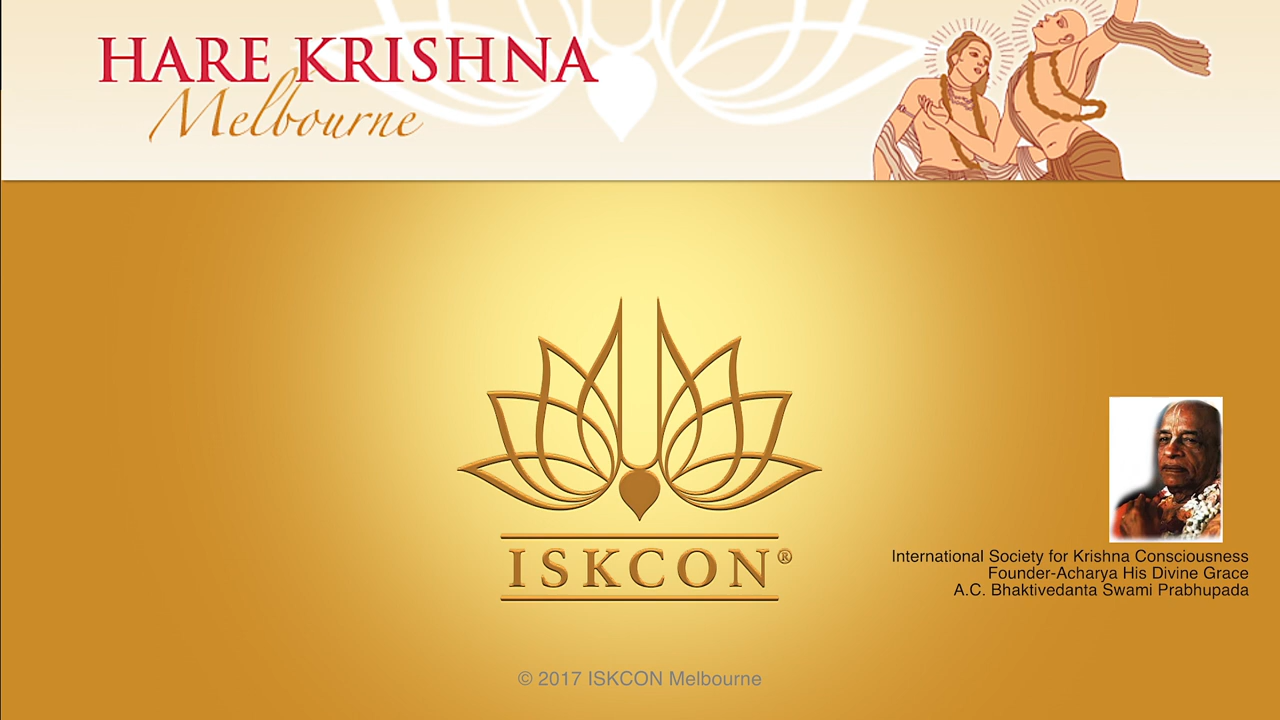 HARE KRISHNA
Melbourne
ISKCON®
International Society for Krishna Consciousness
Founder-Acharya His Divine Grace
A.C. Bhaktivedanta Swami Prabhupada
© 2017 ISKCON Melbourne